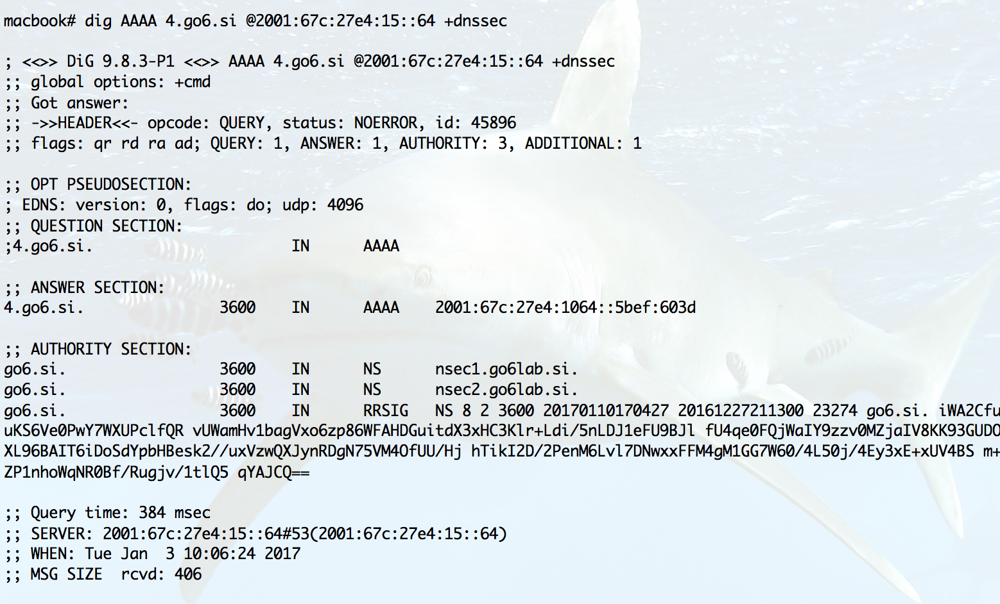 macbook# dig AAAA 4.go6.si @2001:67c:27e4:15::64 +dnssec
; <<>> DiG 9.8.3-P1 <<>> AAAA 4.go6.si @2001:67c:27e4:15::64 +dnssec
;; global options: +cmd
;; Got answer:
;; ->>HEADER<<- opcode: QUERY, status: NOERROR, id: 45896
;; flags: qr rd ra ad; QUERY: 1, ANSWER: 1, AUTHORITY: 3, ADDITIONAL: 1
;; OPT PSEUDOSECTION:
; EDNS: version: 0, flags: do; udp: 4096
;; QUESTION SECTION:
;4.go6.si. IN AAAA
;; ANSWER SECTION:
4.go6.si. 3600 IN AAAA 2001:67c:27e4:1064::5bef:603d
;; AUTHORITY SECTION:
go6.si. 3600 IN NS nsec1.go6lab.si.
go6.si. 3600 IN NS nsec2.go6lab.si.
go6.si. 3600 IN RRSIG NS 8 2 3600 20170110170427 20161227211300 23274 go6.si. iWA2Cfu
uKS6Ve0PwY7WXUPclfQR vUWamHv1bagVxo6zp86WFAHDGuitdX3xHC3Klr+Ldi/5nLDJ1eFU9BJl fU4qe0FQjWaIY9zzv0MZjaIV8KK93GUDO
XL96BAIT6iDoSdYpbHBesk2//uxVzwQXJynRDgN75VM4OfUU/Hj hTikI2D/2PenM6Lvl7DNwxxFFM4gM1GG7W60/4L50j/4Ey3xE+xUV4BS m+
ZP1nhoWqNR0Bf/Rugjv/1tlQ5 qYAJCQ==
;; Query time: 384 msec
;; SERVER: 2001:67c:27e4:15::64#53(2001:67c:27e4:15::64)
;; WHEN: Tue Jan  3 10:06:24 2017
;; MSG SIZE  rcvd: 406